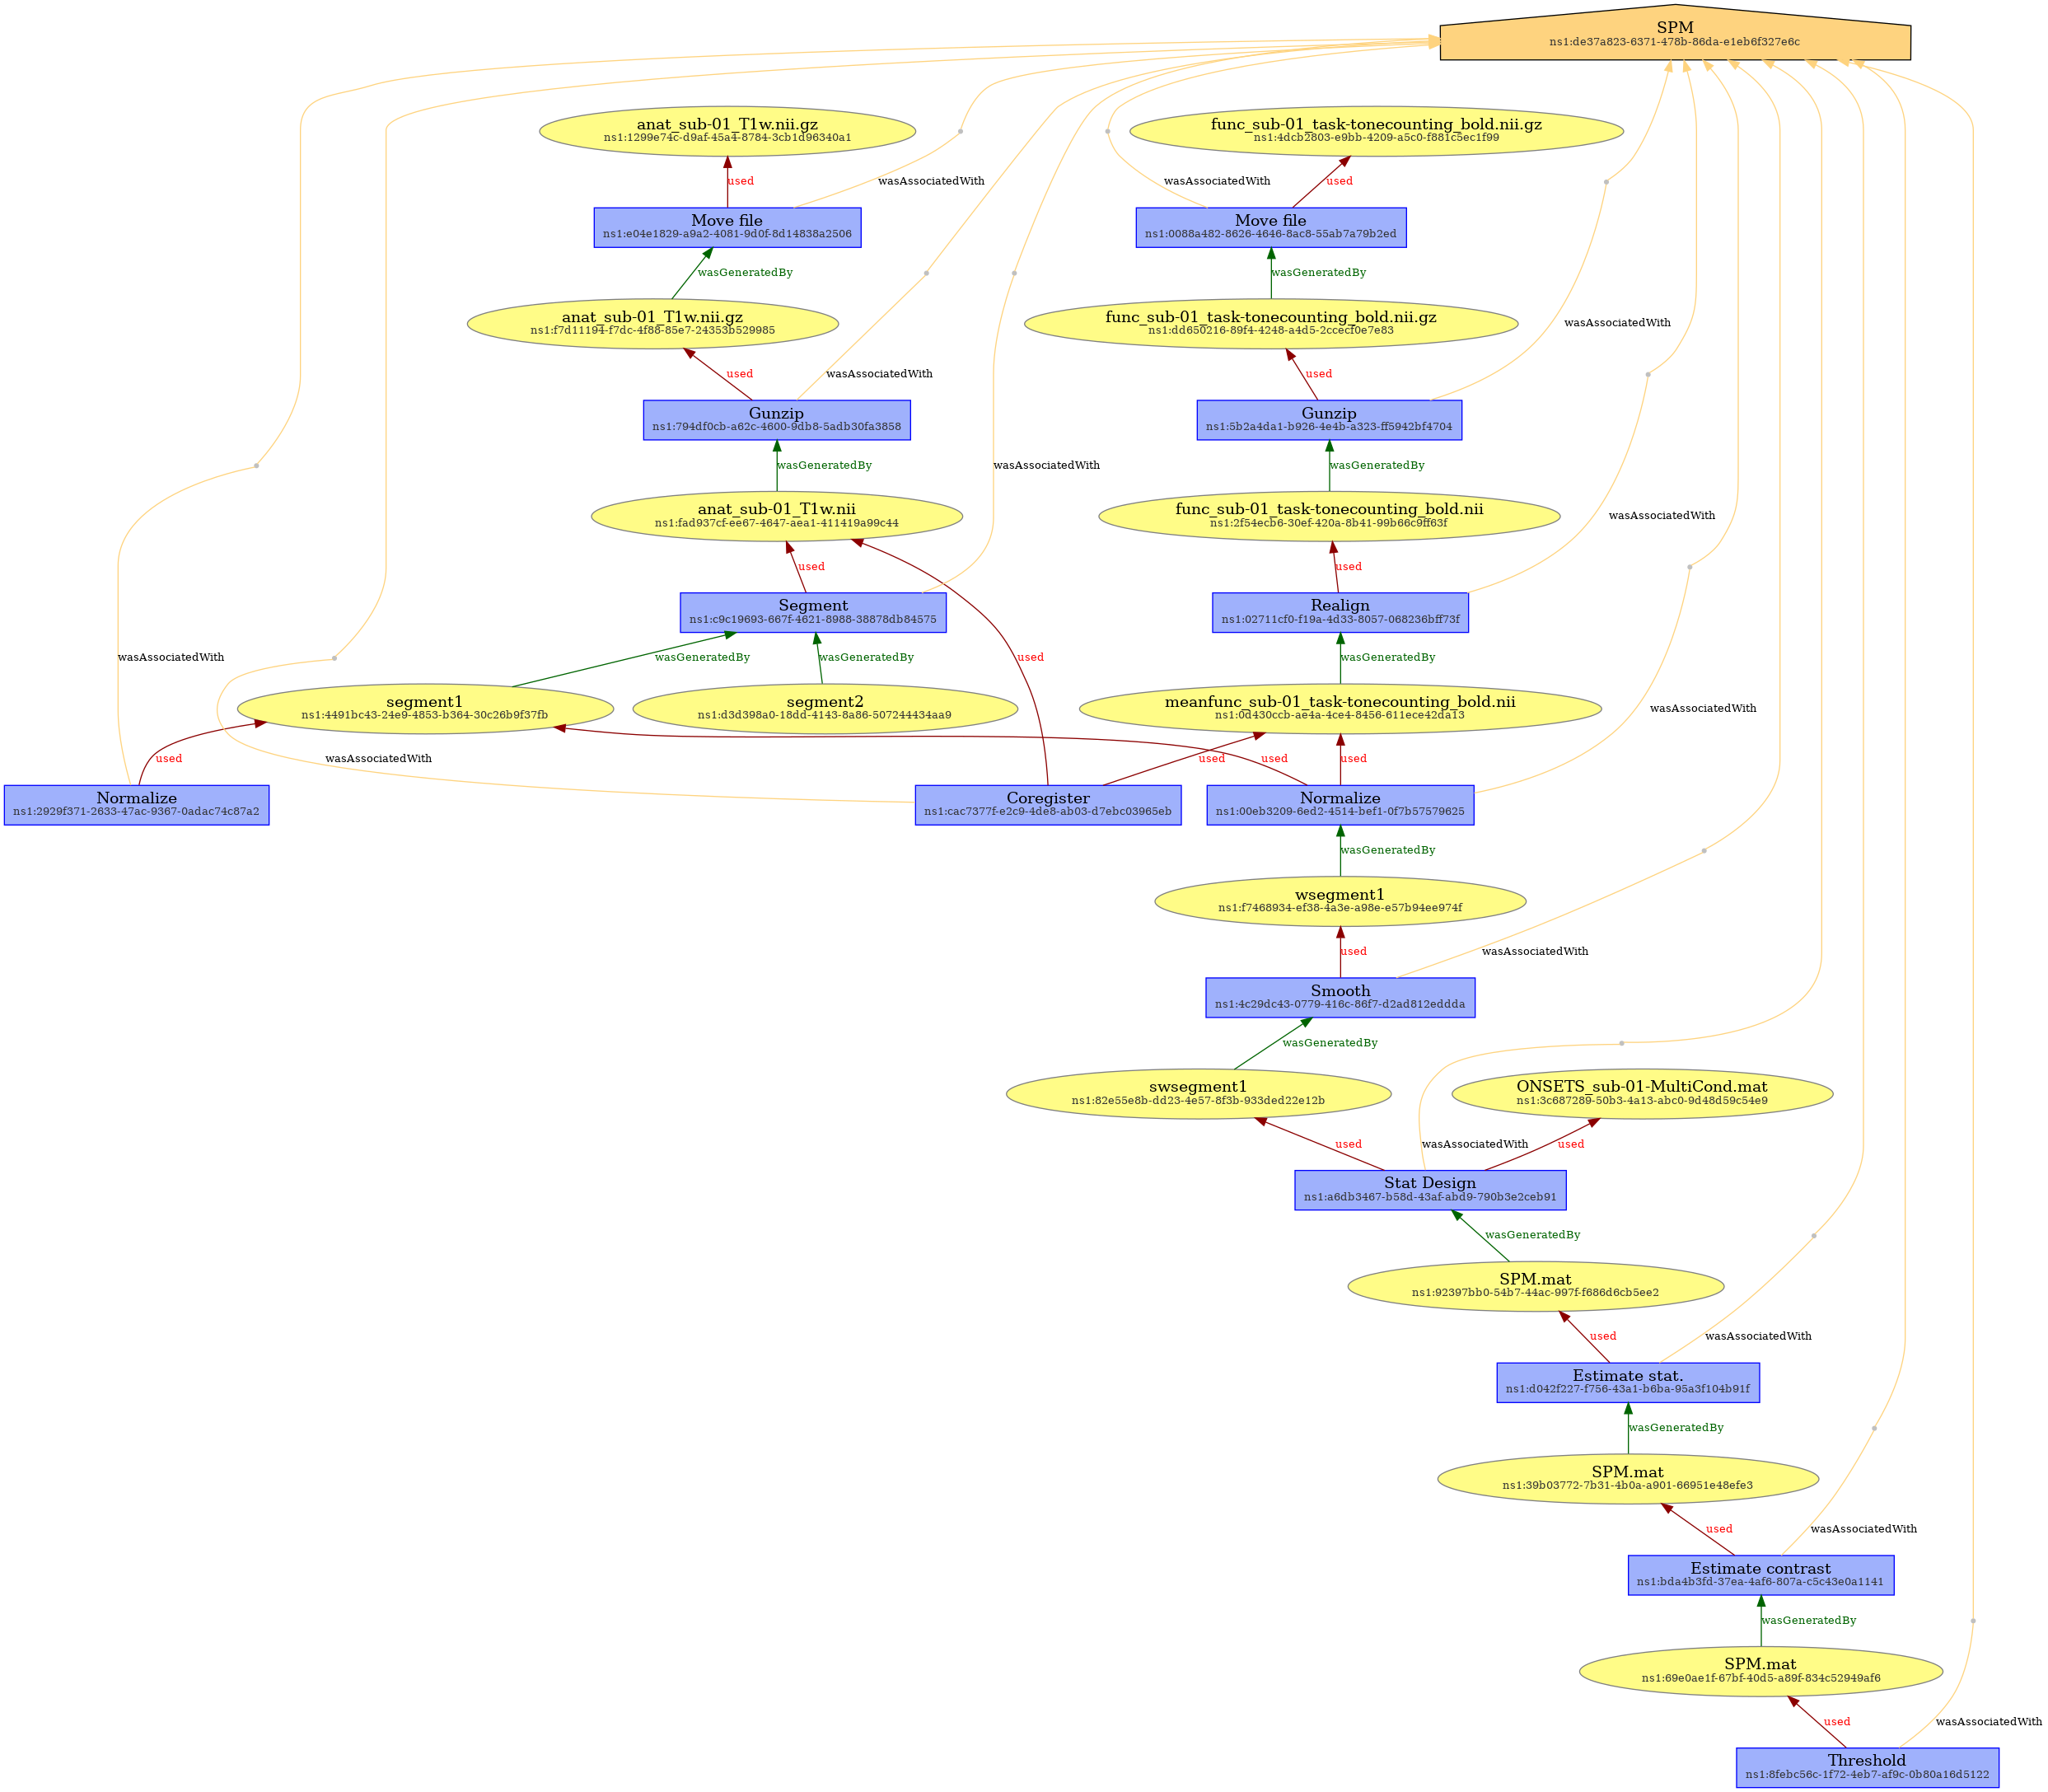 SPM
ns1:de37a823-6371-478b-86da-e1eb6f327e6c
anat_sub-01_T1w.nii.gz
ns1:1299e74c-d9af-45a4-8784-3cb1d96340a1
func_sub-01_task-tonecounting_bold.nii.gz
ns1:4dcb2803-e9bb-4209-a5c0-f881c5ec1f99
used
wasAssociatedWith
wasAssociatedWith
used
Move file
ns1:e04e1829-a9a2-4081-9d0f-8d14838a2506
Move file
ns1:0088a482-8626-4646-8ac8-55ab7a79b2ed
wasGeneratedBy
wasGeneratedBy
anat_sub-01_T1w.nii.gz
ns1:f7d11194-f7dc-4f88-85e7-24353b529985
func_sub-01_task-tonecounting_bold.nii.gz
ns1:dd650216-89f4-4248-a4d5-2ccecf0e7e83
wasAssociatedWith
used
wasAssociatedWith
used
Gunzip
ns1:794df0cb-a62c-4600-9db8-5adb30fa3858
Gunzip
ns1:5b2a4da1-b926-4e4b-a323-ff5942bf4704
wasGeneratedBy
wasAssociatedWith
wasGeneratedBy
anat_sub-01_T1w.nii
ns1:fad937cf-ee67-4647-aea1-411419a99c44
func_sub-01_task-tonecounting_bold.nii
ns1:2f54ecb6-30ef-420a-8b41-99b66c9ff63f
wasAssociatedWith
used
used
Segment
ns1:c9c19693-667f-4621-8988-38878db84575
Realign
ns1:02711cf0-f19a-4d33-8057-068236bff73f
wasAssociatedWith
wasGeneratedBy
wasGeneratedBy
used
wasGeneratedBy
segment1
ns1:4491bc43-24e9-4853-b364-30c26b9f37fb
segment2
ns1:d3d398a0-18dd-4143-8a86-507244434aa9
meanfunc_sub-01_task-tonecounting_bold.nii
ns1:0d430ccb-ae4a-4ce4-8456-611ece42da13
wasAssociatedWith
used
wasAssociatedWith
used
used
used
Normalize
ns1:2929f371-2633-47ac-9367-0adac74c87a2
Coregister
ns1:cac7377f-e2c9-4de8-ab03-d7ebc03965eb
Normalize
ns1:00eb3209-6ed2-4514-bef1-0f7b57579625
wasGeneratedBy
wsegment1
ns1:f7468934-ef38-4a3e-a98e-e57b94ee974f
used
wasAssociatedWith
Smooth
ns1:4c29dc43-0779-416c-86f7-d2ad812eddda
wasGeneratedBy
swsegment1
ns1:82e55e8b-dd23-4e57-8f3b-933ded22e12b
ONSETS_sub-01-MultiCond.mat
ns1:3c687289-50b3-4a13-abc0-9d48d59c54e9
used
wasAssociatedWith
used
Stat Design
ns1:a6db3467-b58d-43af-abd9-790b3e2ceb91
wasGeneratedBy
SPM.mat
ns1:92397bb0-54b7-44ac-997f-f686d6cb5ee2
used
wasAssociatedWith
Estimate stat.
ns1:d042f227-f756-43a1-b6ba-95a3f104b91f
wasGeneratedBy
SPM.mat
ns1:39b03772-7b31-4b0a-a901-66951e48efe3
used
wasAssociatedWith
Estimate contrast
ns1:bda4b3fd-37ea-4af6-807a-c5c43e0a1141
wasGeneratedBy
SPM.mat
ns1:69e0ae1f-67bf-40d5-a89f-834c52949af6
used
wasAssociatedWith
Threshold
ns1:8febc56c-1f72-4eb7-af9c-0b80a16d5122